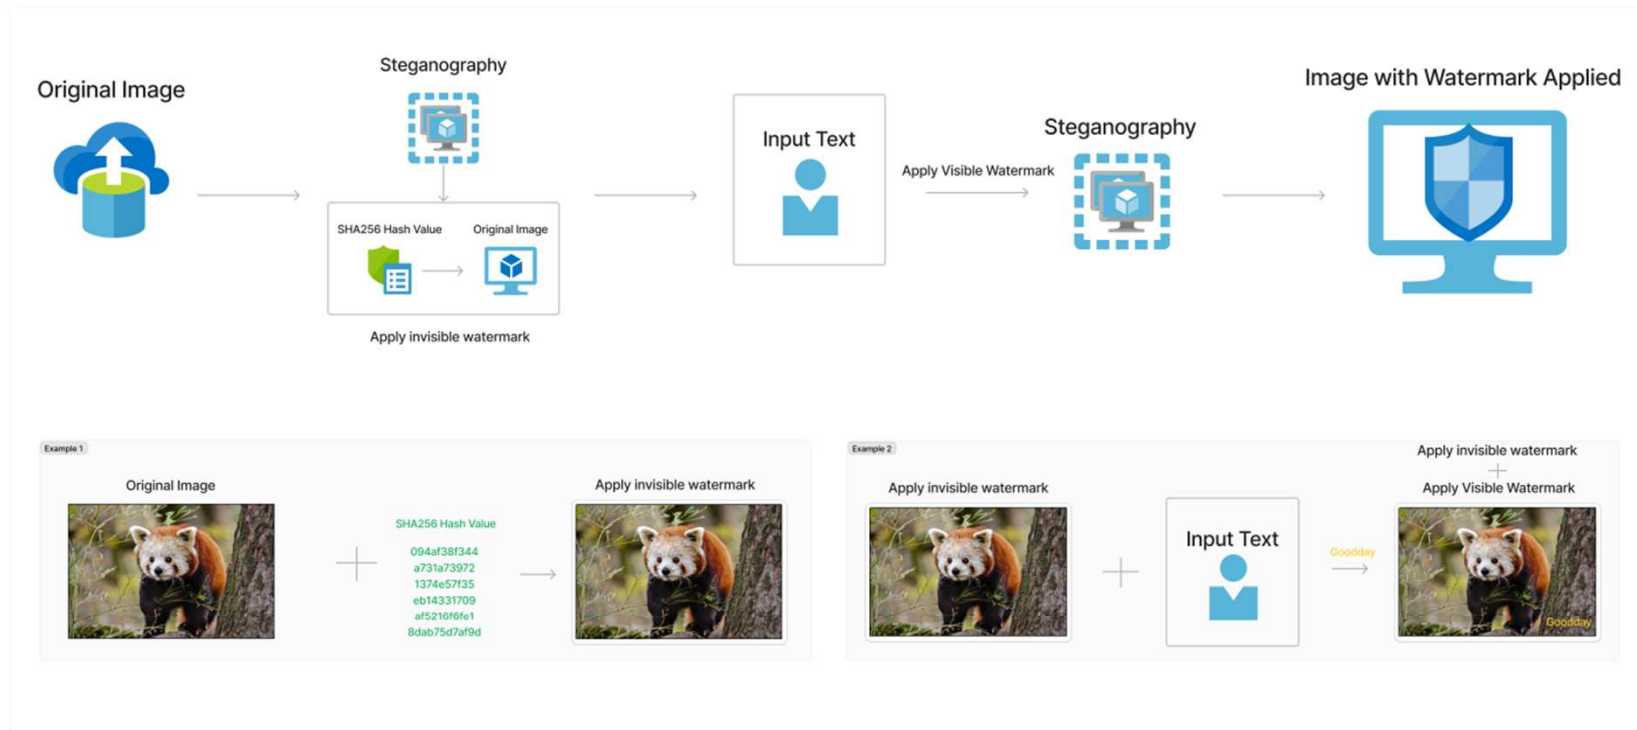 Original Image
Steganography
SHA256 Hash Value
Original Image
Apply invisible watermark
Input Text
Apply Visible Watermark
Steganography
Image with Watermark Applied
Example 1
Original Image
SHA256 Hash Value
094af38f344
a731a73972
1374e57f35
eb14331709
af5216f6fe1
8dab75d7af9d
Apply invisible watermark
Example 2
Apply invisible watermark
Input Text
Goodday
Apply invisible watermark
+
Apply Visible Watermark
Goodday